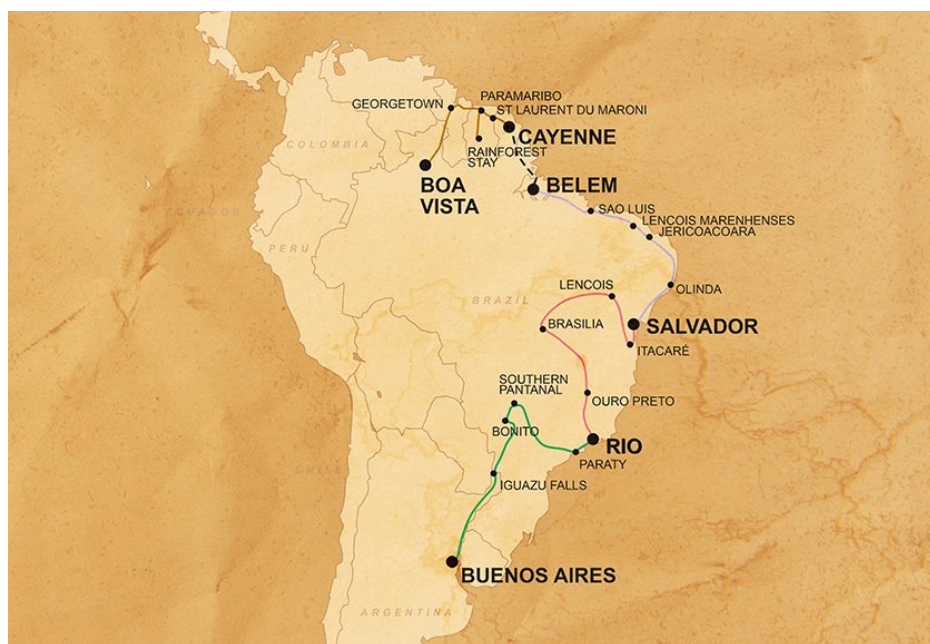 PARAMARIBO
GEORGETOWN
ST LAURENT DU MARONI
CAYENNE
COLOMBIA
RAINFOREST
STAY
BOA
VISTA
BELEM
ECUADOR
SAO LUIS
LENCOIS MARENHENSES
JERICOACOARA
PERU
LENCOIS
OLINDA
BRAZIL
SALVADOR
BRASILIA
ITACARÉ
SOUTHERN
PANTANAL
OURO PRETO
BONITO
RIO
PARATY
CHILE
IGUAZU FALLS
BUENOS AIRES
ARGENTINA